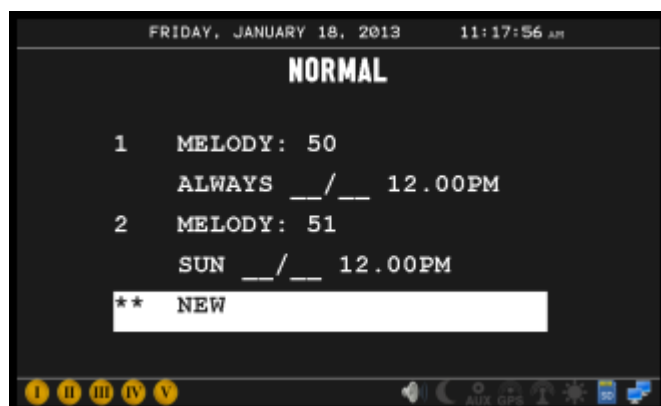 FRIDAY, JANUARY 18, 2013 11:17:56 AM
NORMAL
1 MELODY: 50
ALWAYS __/__ 12.00PM
2 MELODY: 51
SUN __/__ 12.00PM
** NEW
I II III IV V AUX GPS SD